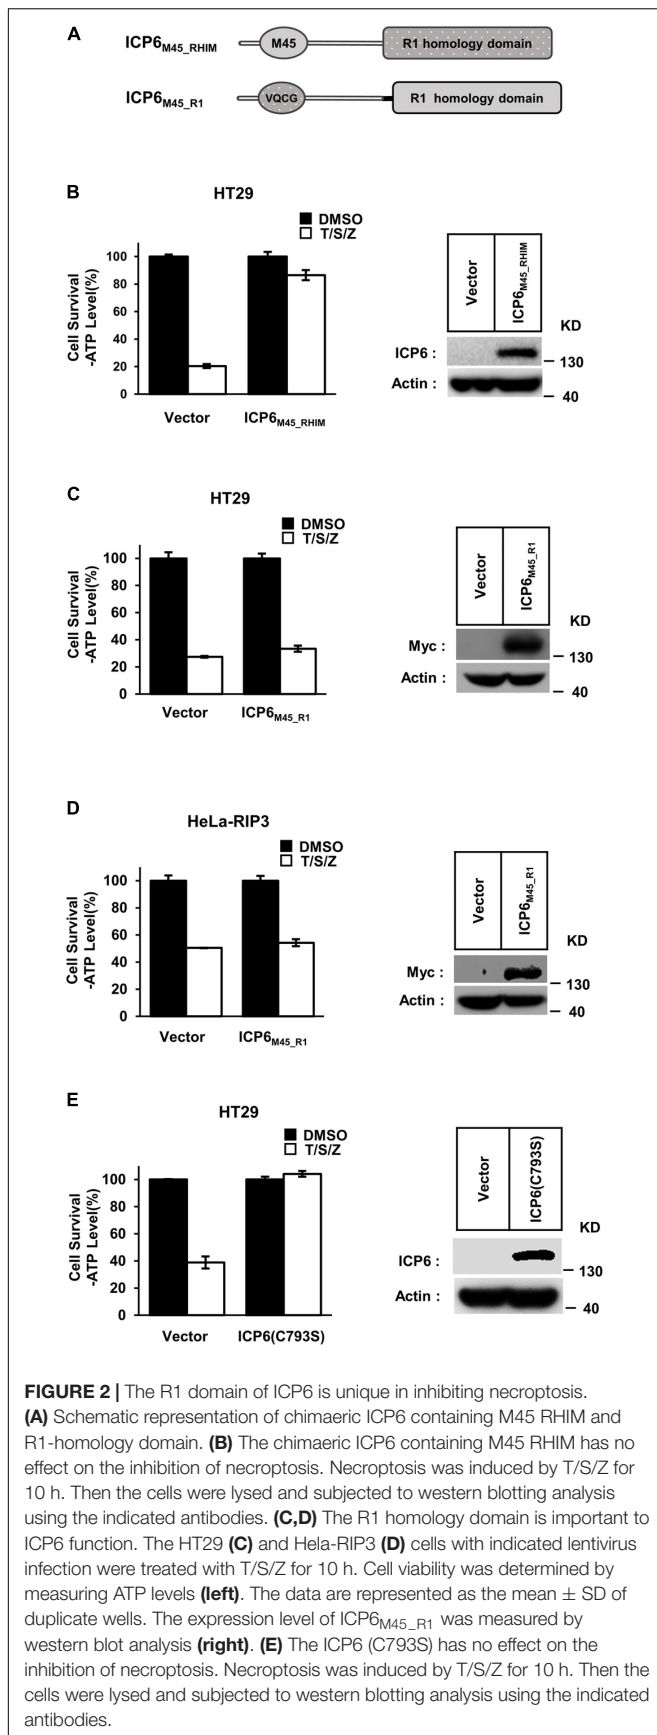 A
ICP6M45_RHIM
M45
R1 homology domain
ICP6M45_R1
VQCG
R1 homology domain
B
HT29
DMSO
T/S/Z
Cell Survival
-ATP Level(%)
100
80
60
40
20
0
Vector
ICP6M45_RHIM
Vector
ICP6M45_RHIM
KD
ICP6 :
130
Actin :
40
C
HT29
DMSO
T/S/Z
Cell Survival
-ATP Level(%)
100
80
60
40
20
0
Vector
ICP6M45_R1
Vector
ICP6M45_R1
KD
Myc :
130
Actin :
40
D
HeLa-RIP3
DMSO
T/S/Z
Cell Survival
-ATP Level(%)
100
80
60
40
20
0
Vector
ICP6M45_R1
Vector
ICP6M45_R1
KD
Myc :
130
Actin :
40
E
HT29
DMSO
T/S/Z
Cell Survival
-ATP Level(%)
100
80
60
40
20
0
Vector
ICP6(C793S)
Vector
ICP6(C793S)
KD
ICP6 :
130
Actin :
40
FIGURE 2 | The R1 domain of ICP6 is unique in inhibiting necroptosis.
(A) Schematic representation of chimaeric ICP6 containing M45 RHIM and
R1-homology domain. (B) The chimaeric ICP6 containing M45 RHIM has no
effect on the inhibition of necroptosis. Necroptosis was induced by T/S/Z for
10 h. Then the cells were lysed and subjected to western blotting analysis
using the indicated antibodies. (C,D) The R1 homology domain is important to
ICP6 function. The HT29 (C) and Hela-RIP3 (D) cells with indicated lentivirus
infection were treated with T/S/Z for 10 h. Cell viability was determined by
measuring ATP levels (left). The data are represented as the mean ± SD of
duplicate wells. The expression level of ICP6M45_R1 was measured by
western blot analysis (right). (E) The ICP6 (C793S) has no effect on the
inhibition of necroptosis. Necroptosis was induced by T/S/Z for 10 h. Then the
cells were lysed and subjected to western blotting analysis using the indicated
antibodies.